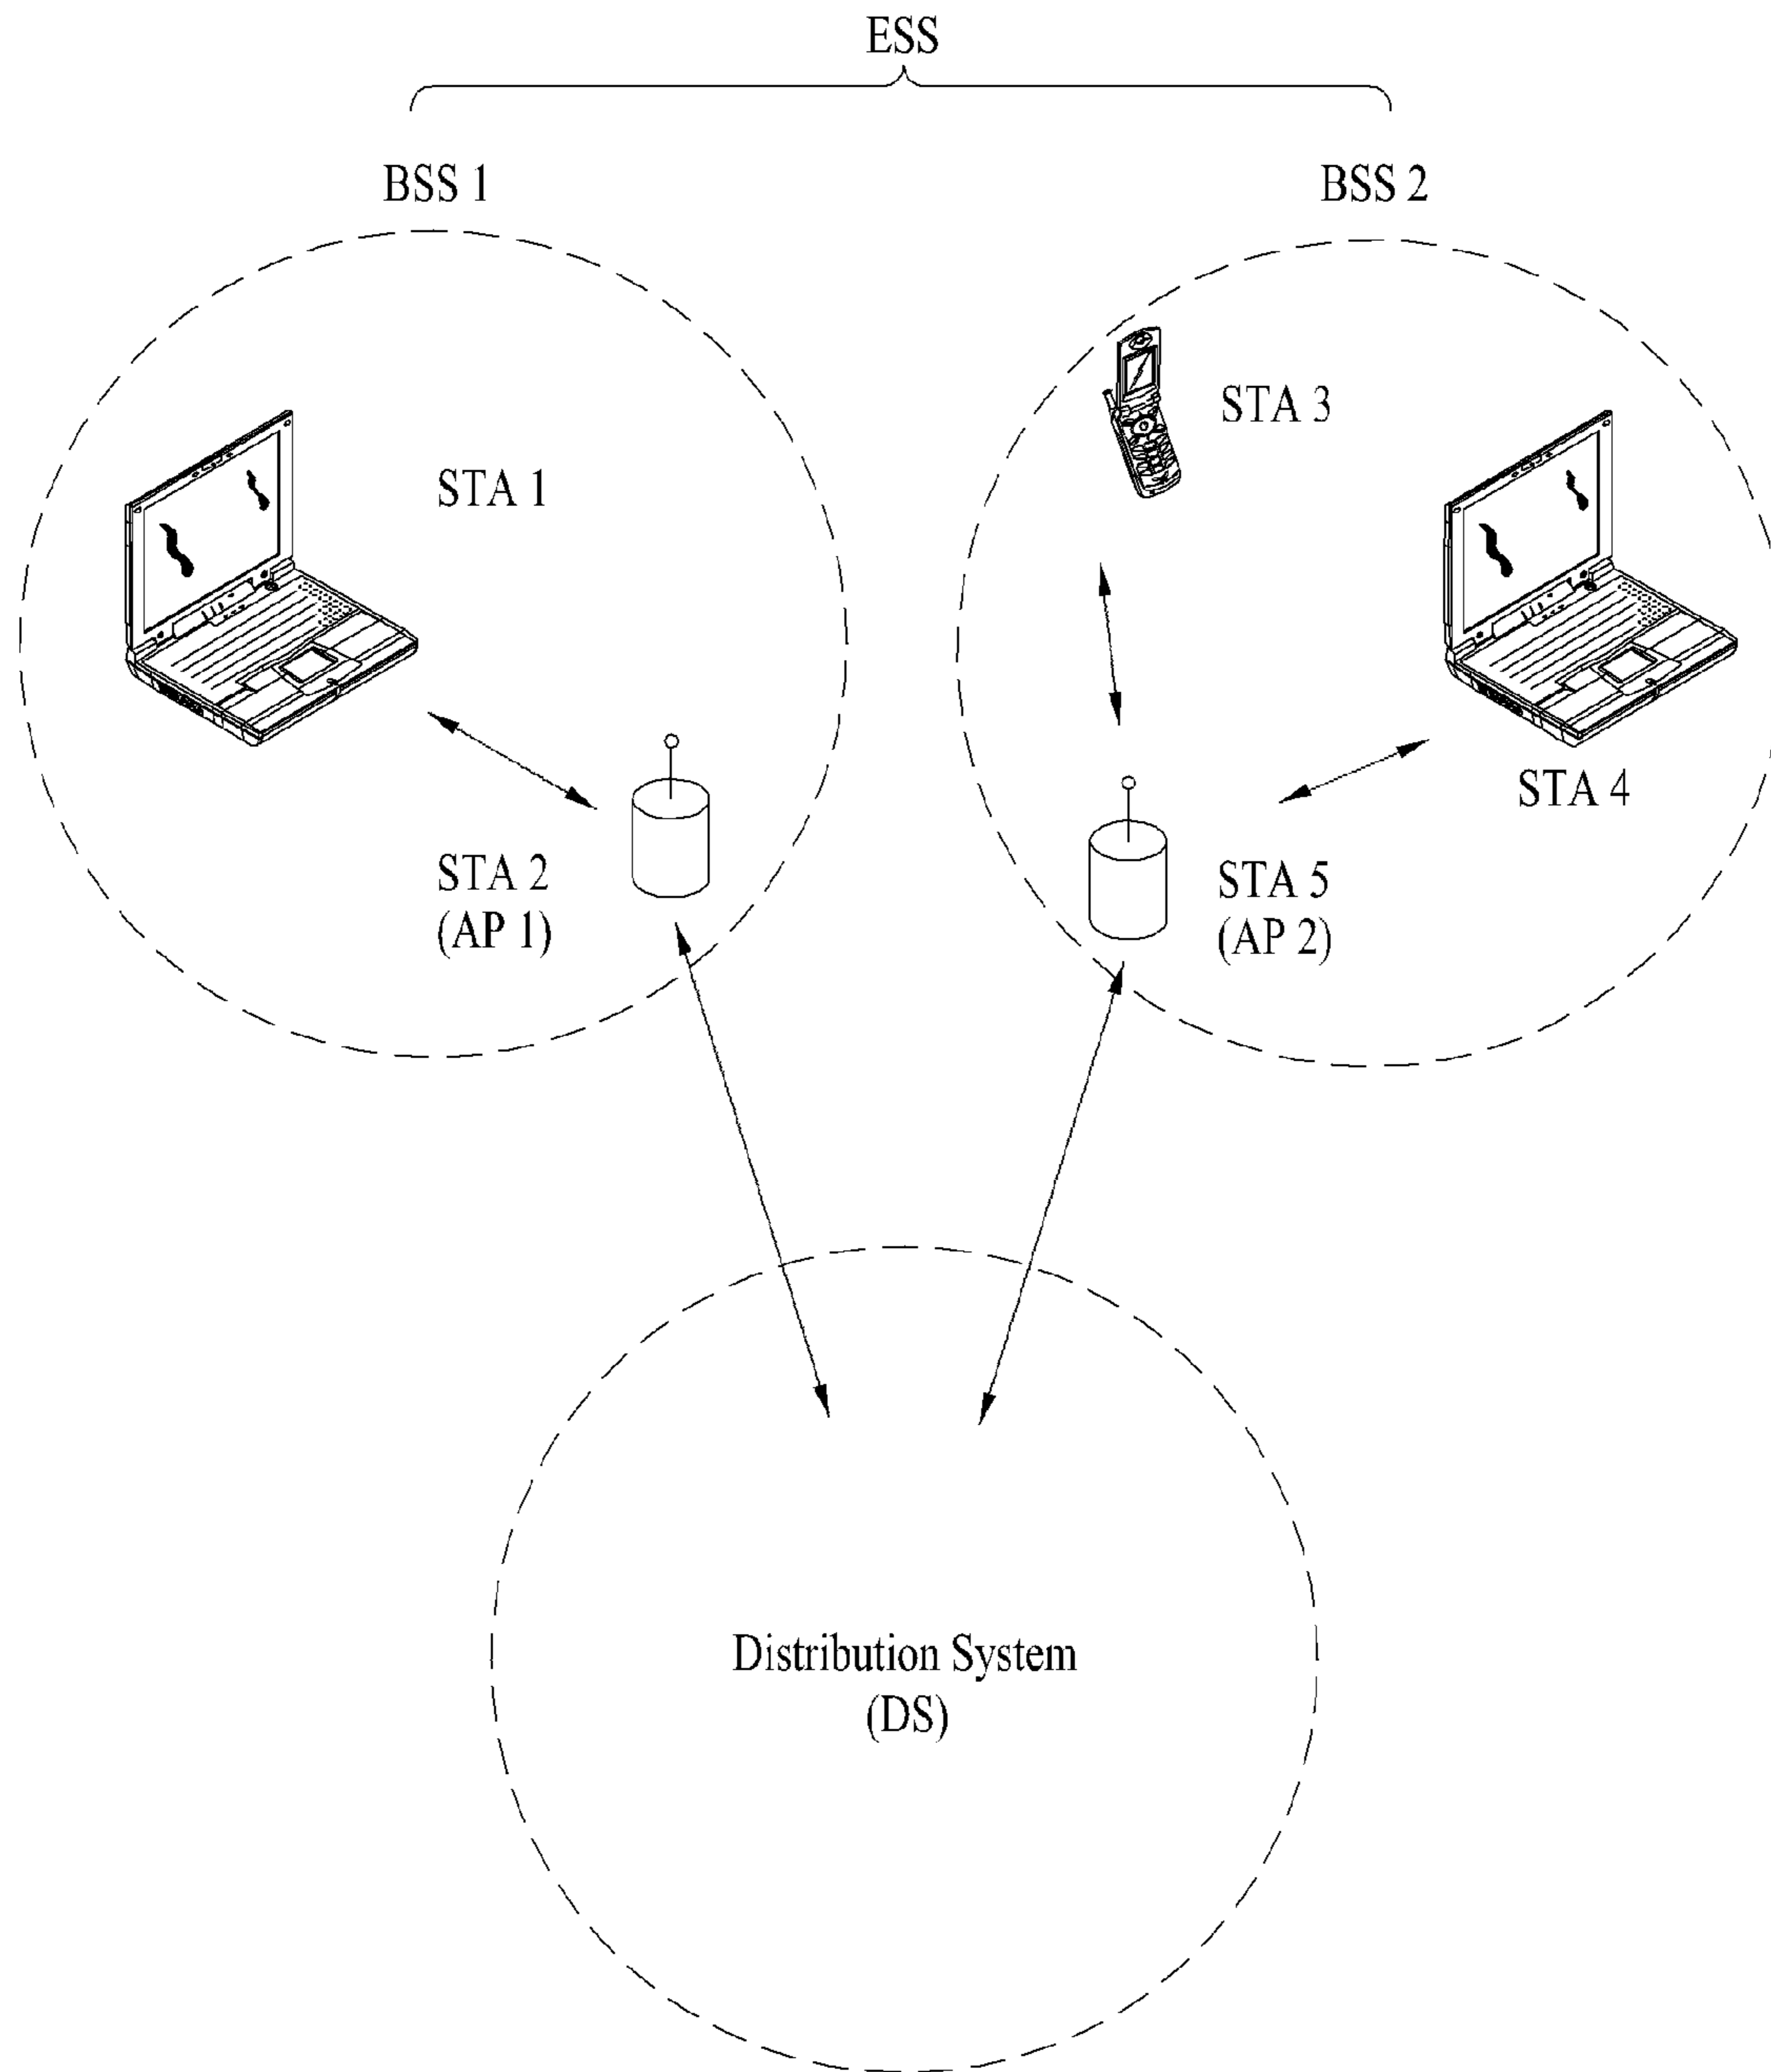 ESS
BSS 1
BSS 2
STA 1
STA 3
STA 4
STA 2
(AP 1)
STA 5
(AP 2)
Distribution System
(DS)